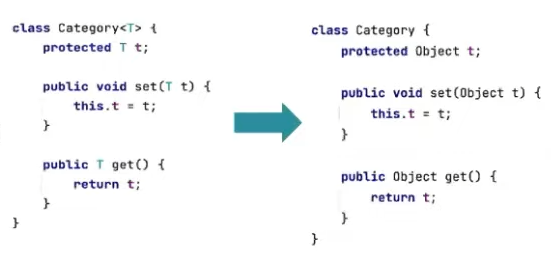 class Category<T> {
    protected T t;
    public void set(T t) {
        this.t = t;
    }
    public T get() {
        return t;
    }
}
class Category {
    protected Object t;
    public void set(Object t) {
        this.t = t;
    }
    public Object get() {
        return t;
    }
}